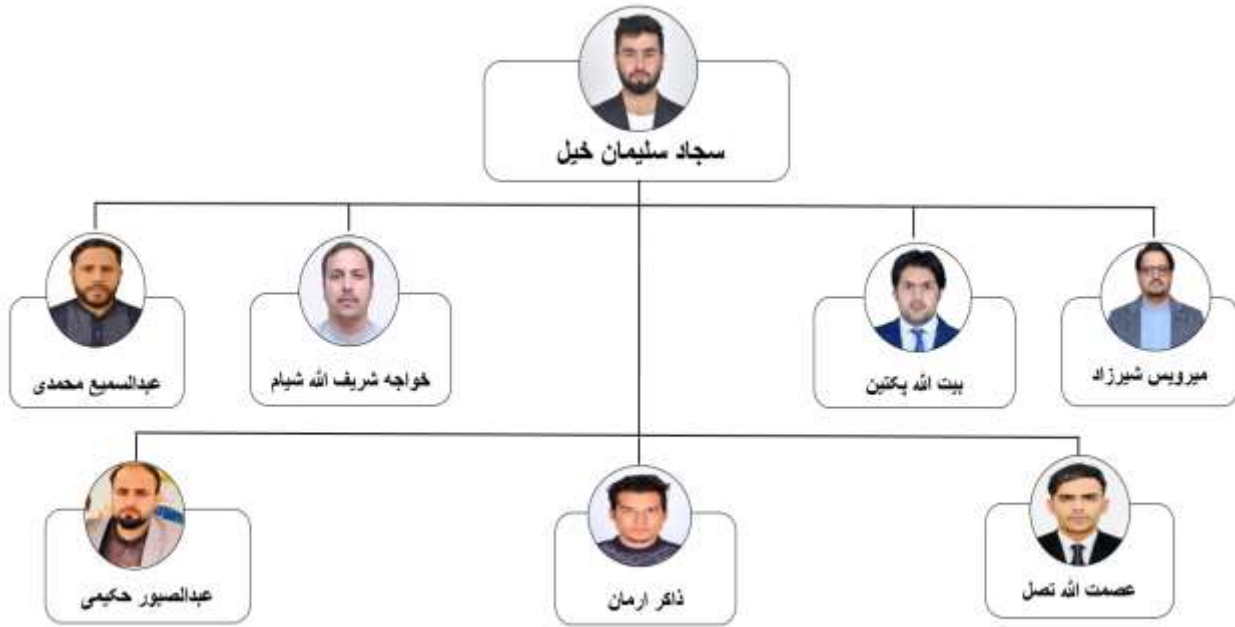 سجاد سلیمان خیل
میرویس شیرزاد
بیت الله پکتین
خواجه شریف الله شیام
عبدالسمیع محمدی
عصمت الله تصل
ذاکر ارمان
عبدالصبور حکیمی